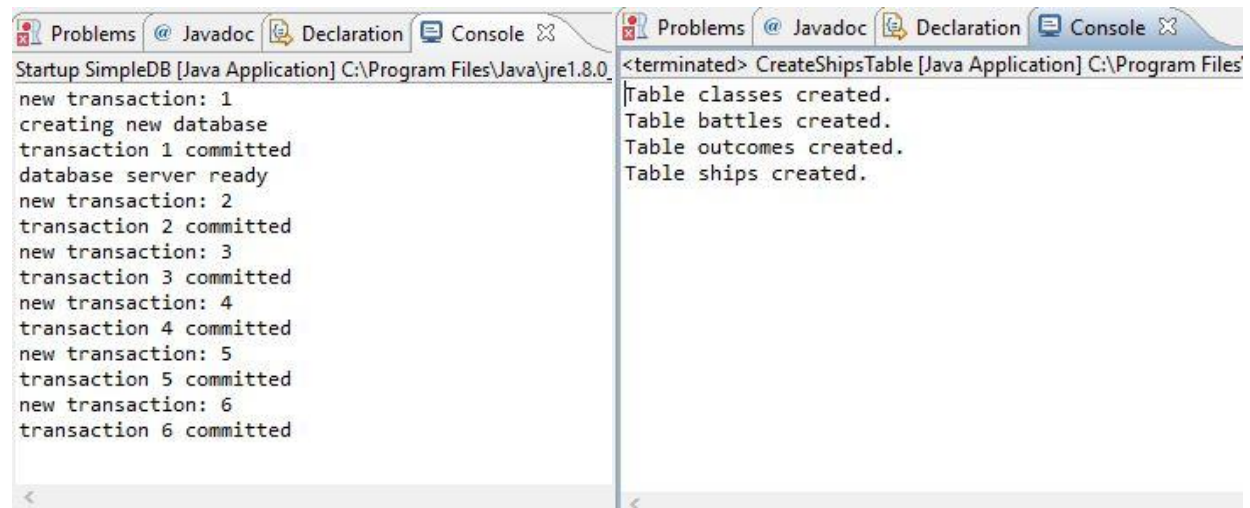 Problems @ Javadoc Declaration Console
Startup SimpleDB [Java Application] C:\Program Files\Java\jre1.8.0_
new transaction: 1
creating new database
transaction 1 committed
database server ready
new transaction: 2
transaction 2 committed
new transaction: 3
transaction 3 committed
new transaction: 4
transaction 4 committed
new transaction: 5
transaction 5 committed
new transaction: 6
transaction 6 committed
Problems @ Javadoc Declaration Console
<terminated> CreateShipsTable [Java Application] C:\Program Files\
Table classes created.
Table battles created.
Table outcomes created.
Table ships created.